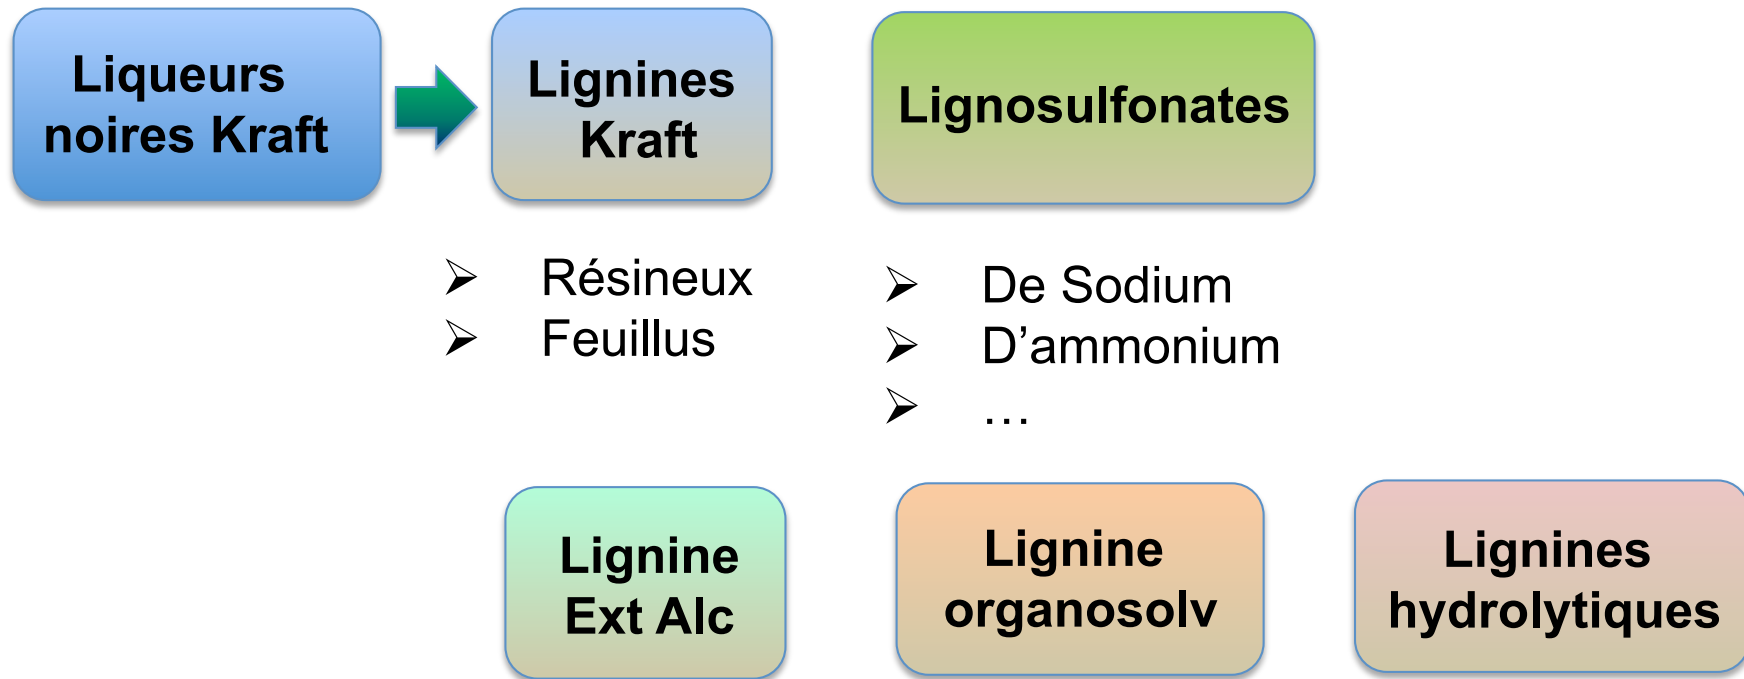 Liqueurs
noires Kraft
Lignines
Kraft
Lignosulfonates
➢ Résineux
➢ Feuillus
➢ De Sodium
➢ D’ammonium
➢ …
Lignine
Ext Alc
Lignine
organosolv
Lignines
hydrolytiques